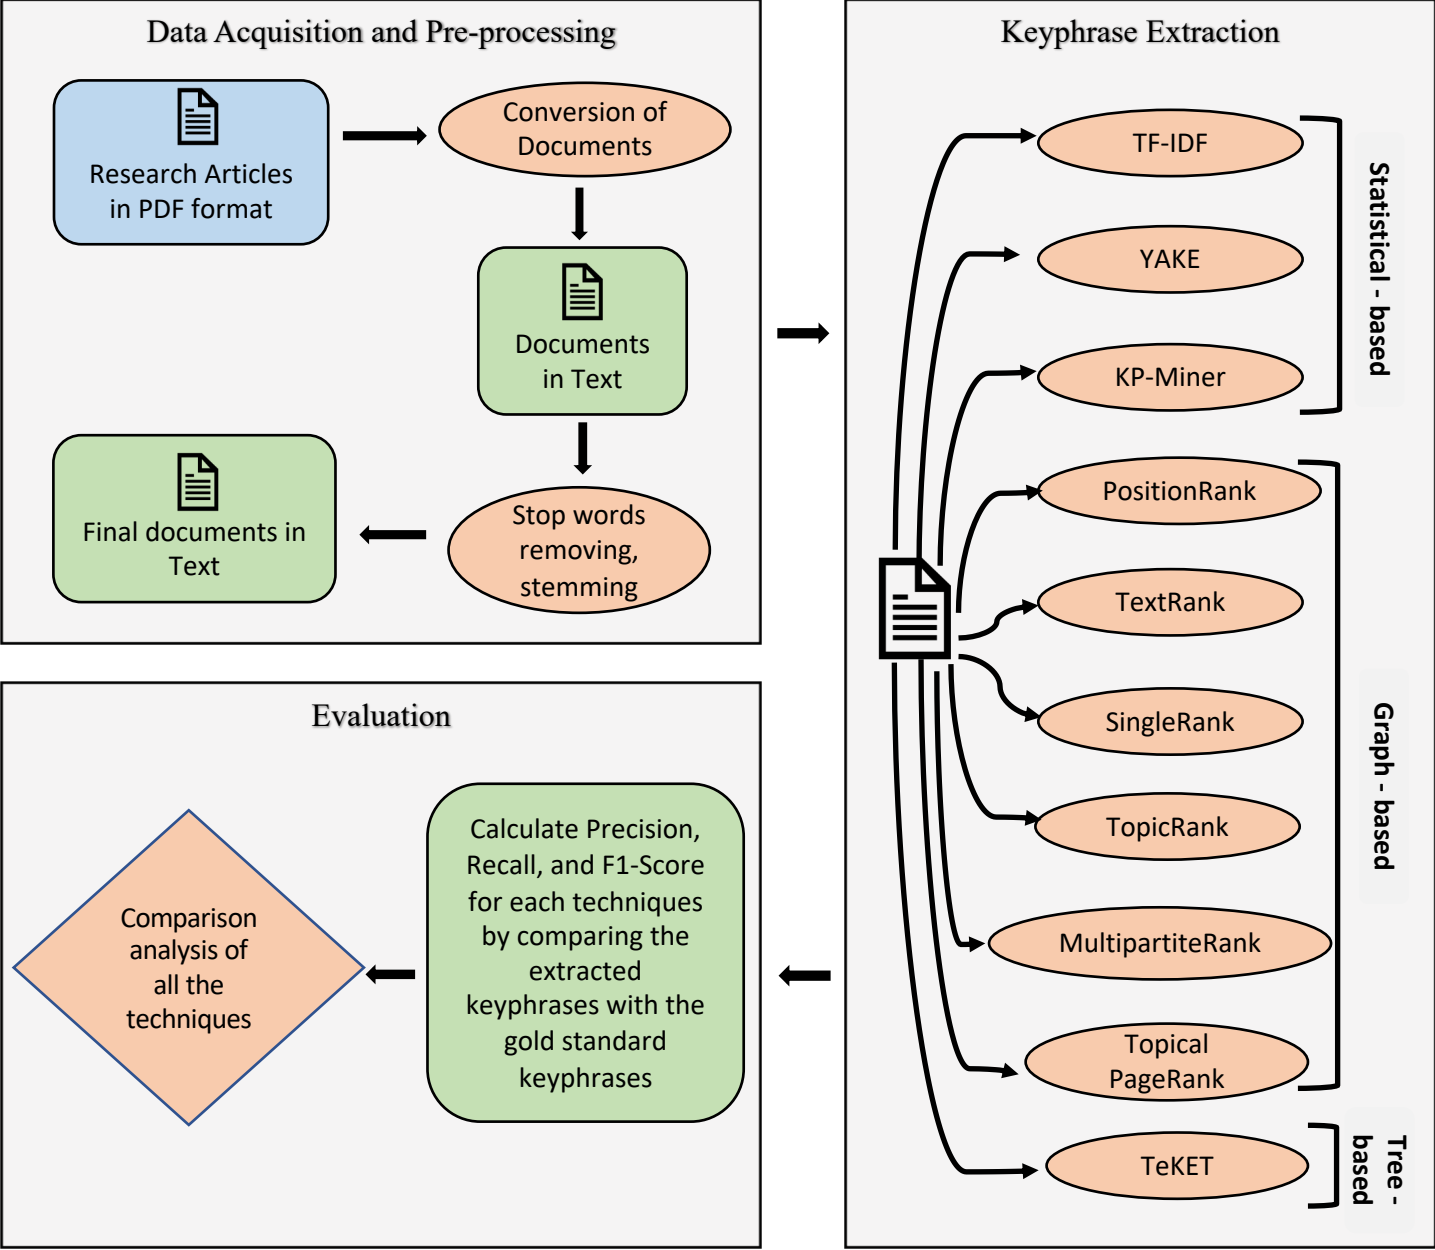 Data Acquisition and Pre-processing
Research Articles
in PDF format
Conversion of
Documents
Documents
in Text
Stop words
removing,
stemming
Final documents in
Text
Keyphrase Extraction
TF-IDF
YAKE
KP-Miner
Statistical - based
PositionRank
TextRank
SingleRank
TopicRank
MultipartiteRank
Topical
PageRank
Graph - based
TeKET
Tree -
based
Evaluation
Calculate Precision,
Recall, and F1-Score
for each techniques
by comparing the
extracted
keyphrases with the
gold standard
keyphrases
Comparison
analysis of
all the
techniques